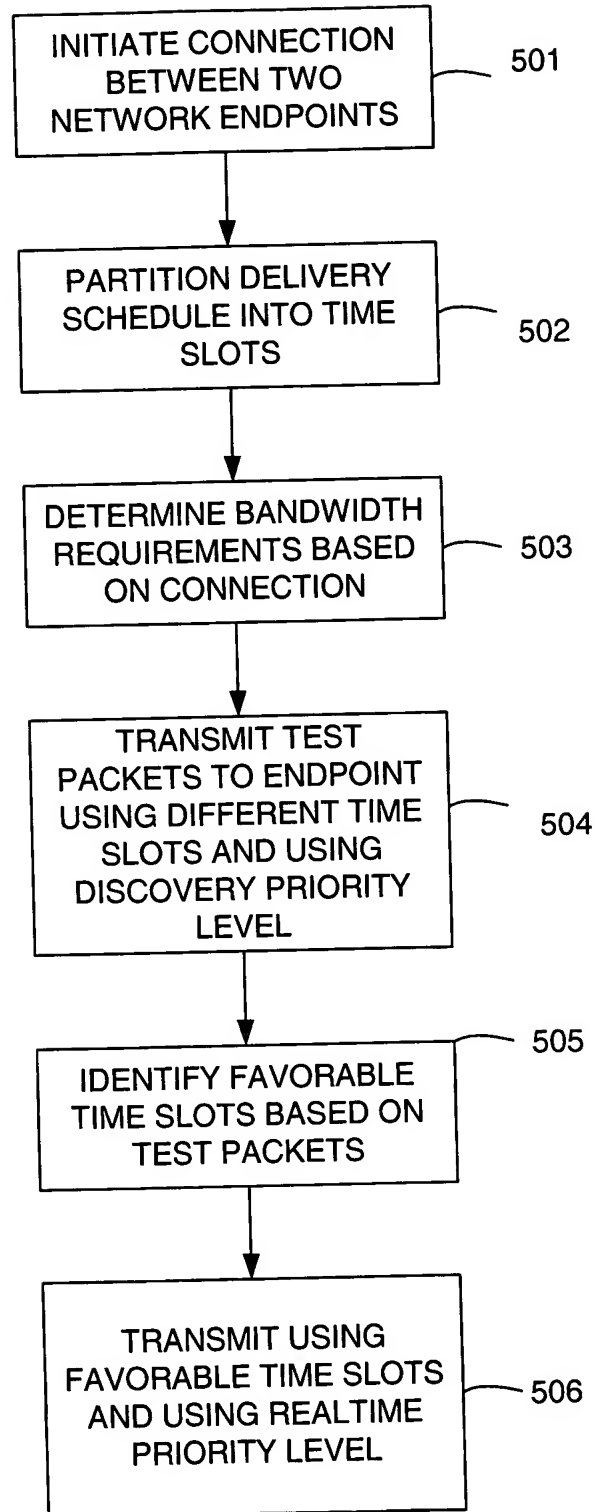 INITIATE CONNECTION
BETWEEN TWO
NETWORK ENDPOINTS
501
PARTITION DELIVERY
SCHEDULE INTO TIME
SLOTS
502
DETERMINE BANDWIDTH
REQUIREMENTS BASED
ON CONNECTION
503
TRANSMIT TEST
PACKETS TO ENDPOINT
USING DIFFERENT TIME
SLOTS AND USING
DISCOVERY PRIORITY
LEVEL
504
IDENTIFY FAVORABLE
TIME SLOTS BASED ON
TEST PACKETS
505
TRANSMIT USING
FAVORABLE TIME SLOTS
AND USING REALTIME
PRIORITY LEVEL
506